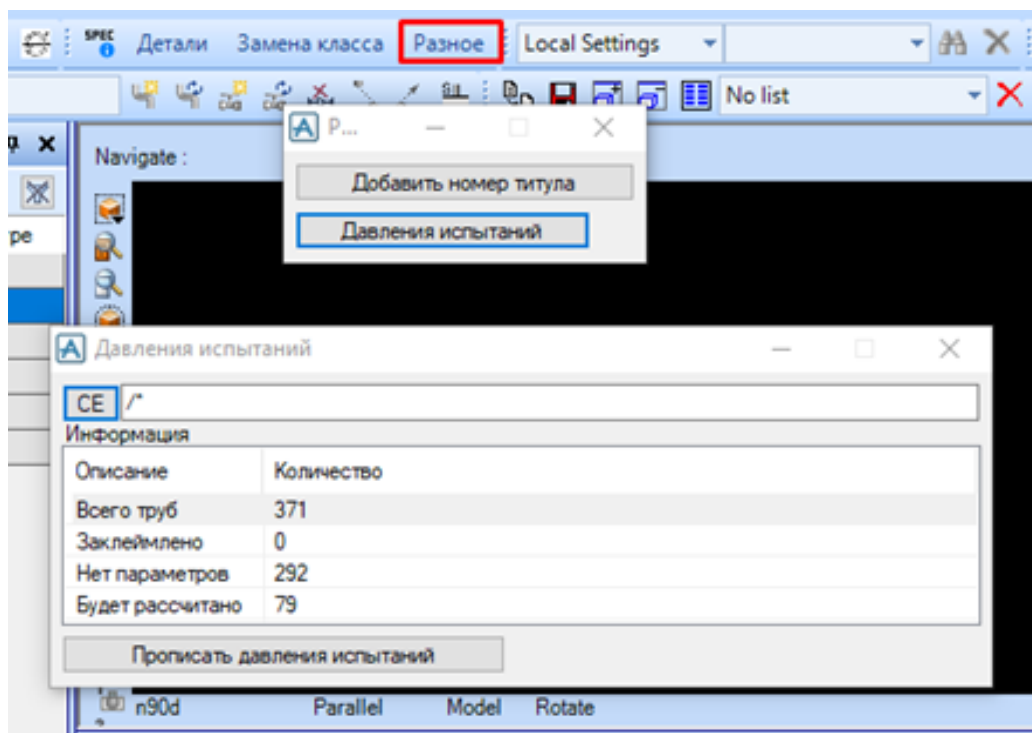 SPEC Детали Замена класса Разное Local Settings
No list
Р...
Navigate :
Добавить номер титула
Давления испытаний
Давления испытаний
CE /*
Информация
Описание Количество
Всего труб 371
Заклеймлено 0
Нет параметров 292
Будет рассчитано 79
Прописать давления испытаний
n90d Parallel Model Rotate